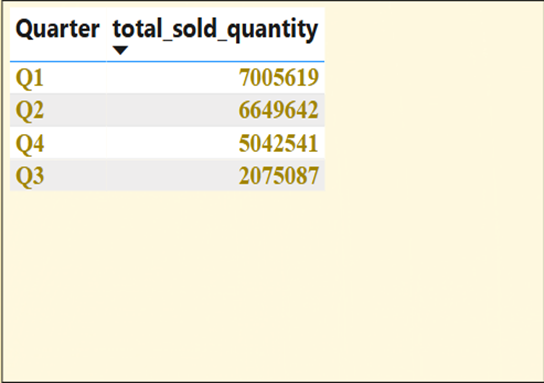 Quarter total_sold_quantity
Q1 7005619
Q2 6649642
Q4 5042541
Q3 2075087